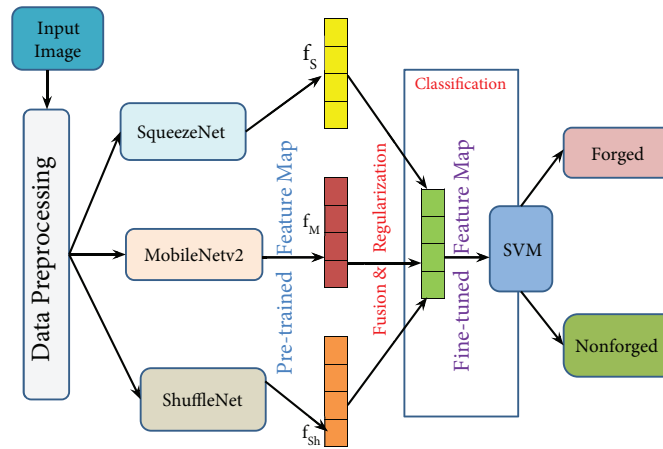 Input
Image
Data Preprocessing
SqueezeNet
MobileNetv2
ShuffleNet
Pre-trained Feature Map
f_S
f_M
f_Sh
Fusion & Regularization
Classification
Fine-tuned Feature Map
SVM
Forged
Nonforged